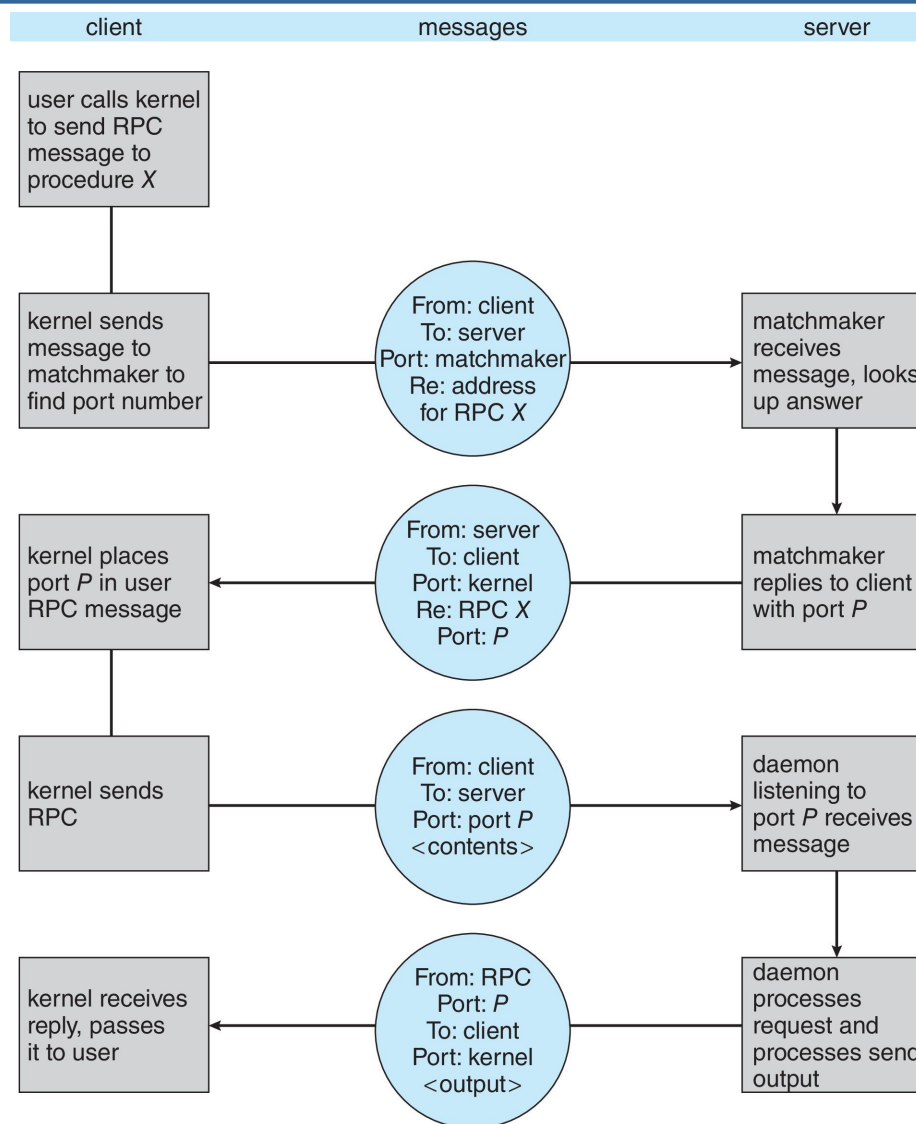 client
messages
server
user calls kernel
to send RPC
message to
procedure X
kernel sends
message to
matchmaker to
find port number
From: client
To: server
Port: matchmaker
Re: address
for RPC X
matchmaker
receives
message, looks
up answer
kernel places
port P in user
RPC message
From: server
To: client
Port: kernel
Re: RPC X
Port: P
matchmaker
replies to client
with port P
kernel sends
RPC
From: client
To: server
Port: port P
<contents>
daemon
listening to
port P receives
message
kernel receives
reply, passes
it to user
From: RPC
Port: P
To: client
Port: kernel
<output>
daemon
processes
request and
processes send
output